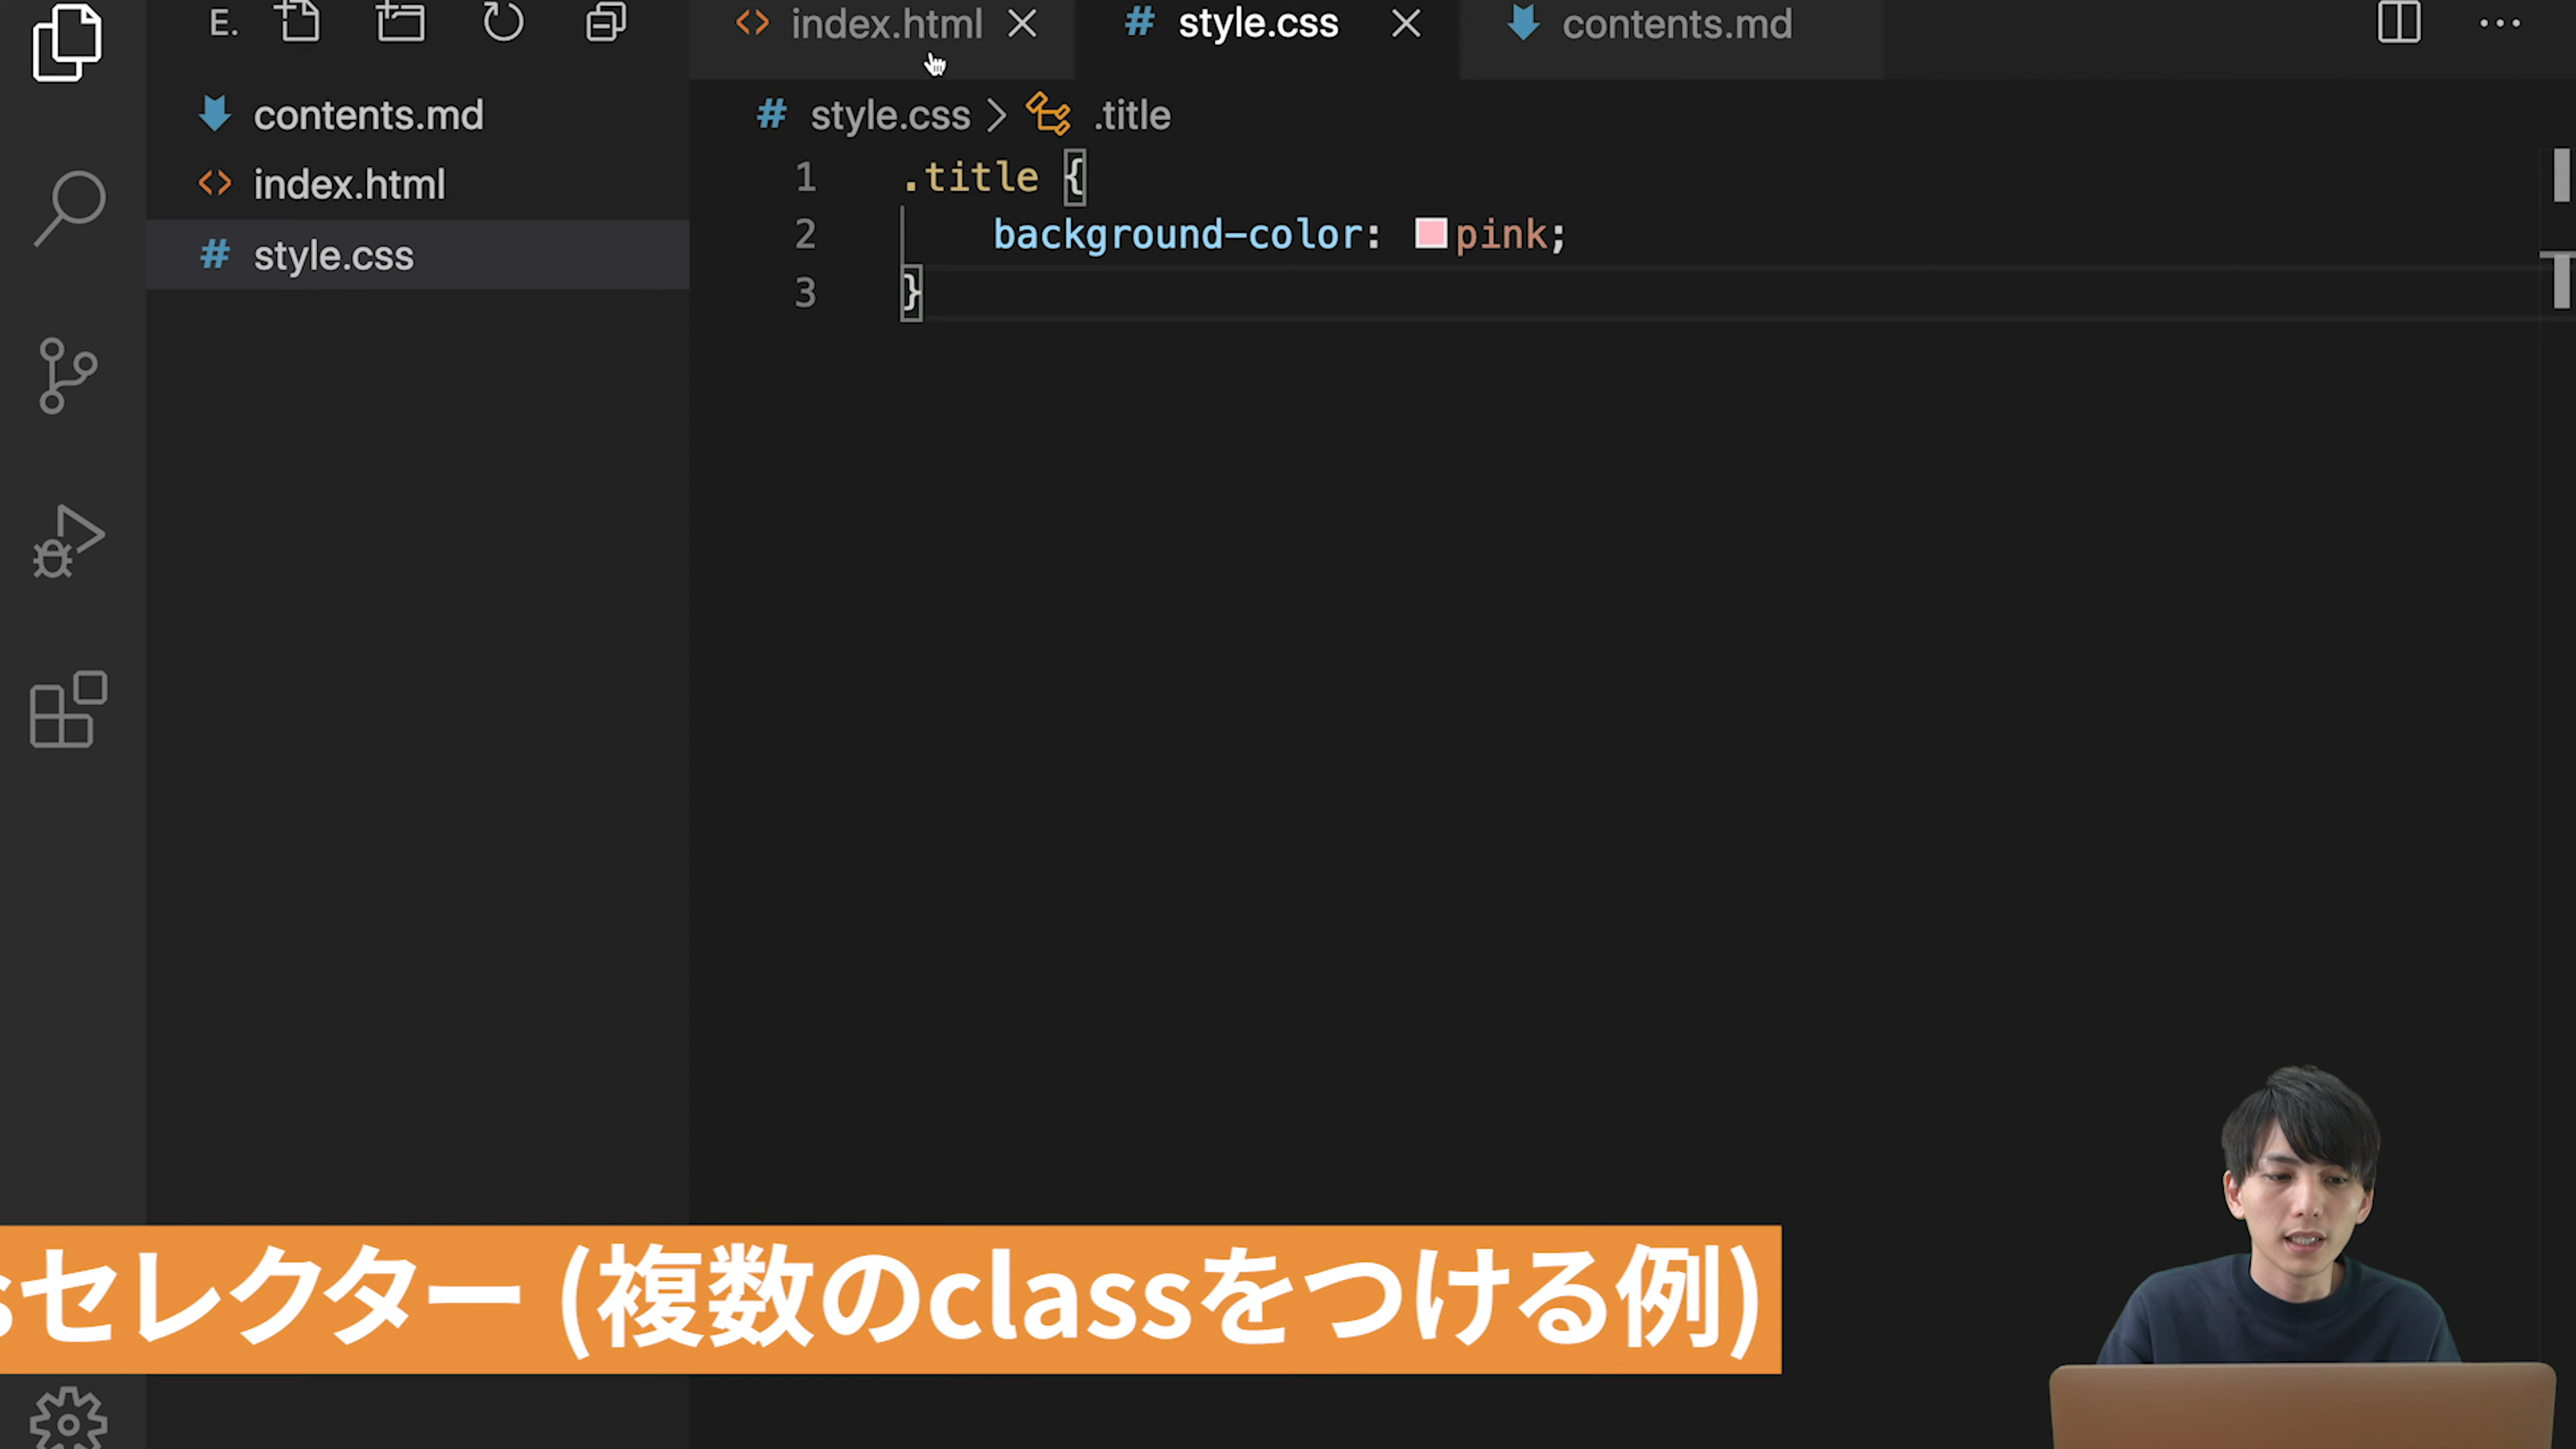 E.
index.html
style.css
contents.md
contents.md
index.html
style.css
style.css > .title
1 .title {
2 background-color: pink;
3 }
sセレクター (複数のclassをつける例)